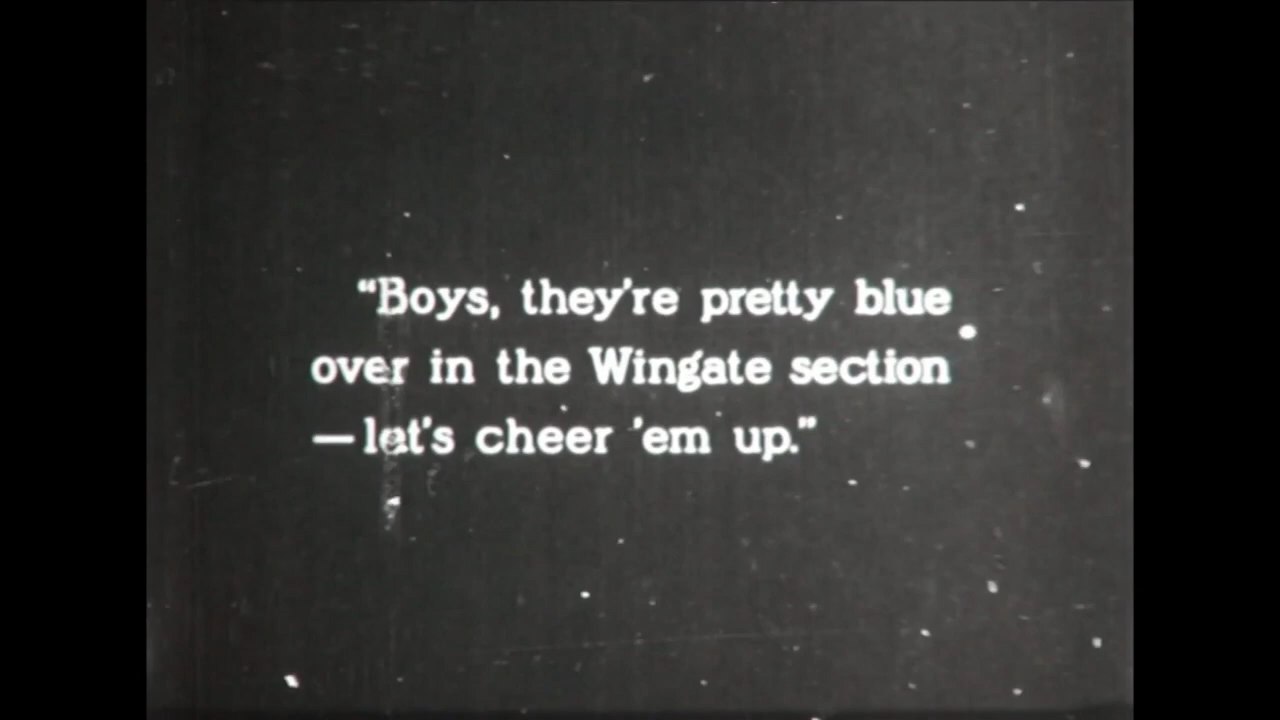 “Boys, they’re pretty blue
over in the Wingate section
—let’s cheer ’em up.”